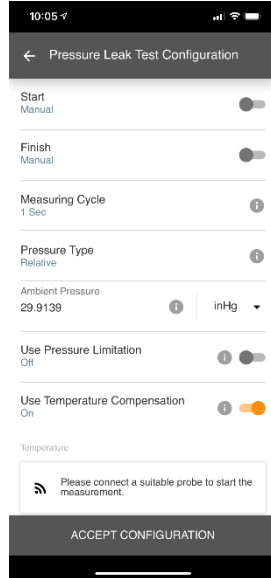 10:05
Pressure Leak Test Configuration
Start
Manual
Finish
Manual
Measuring Cycle
1 Sec
Pressure Type
Relative
Ambient Pressure
29.9139 inHg
Use Pressure Limitation
Off
Use Temperature Compensation
On
Temperature
Please connect a suitable probe to start the
measurement.
ACCEPT CONFIGURATION